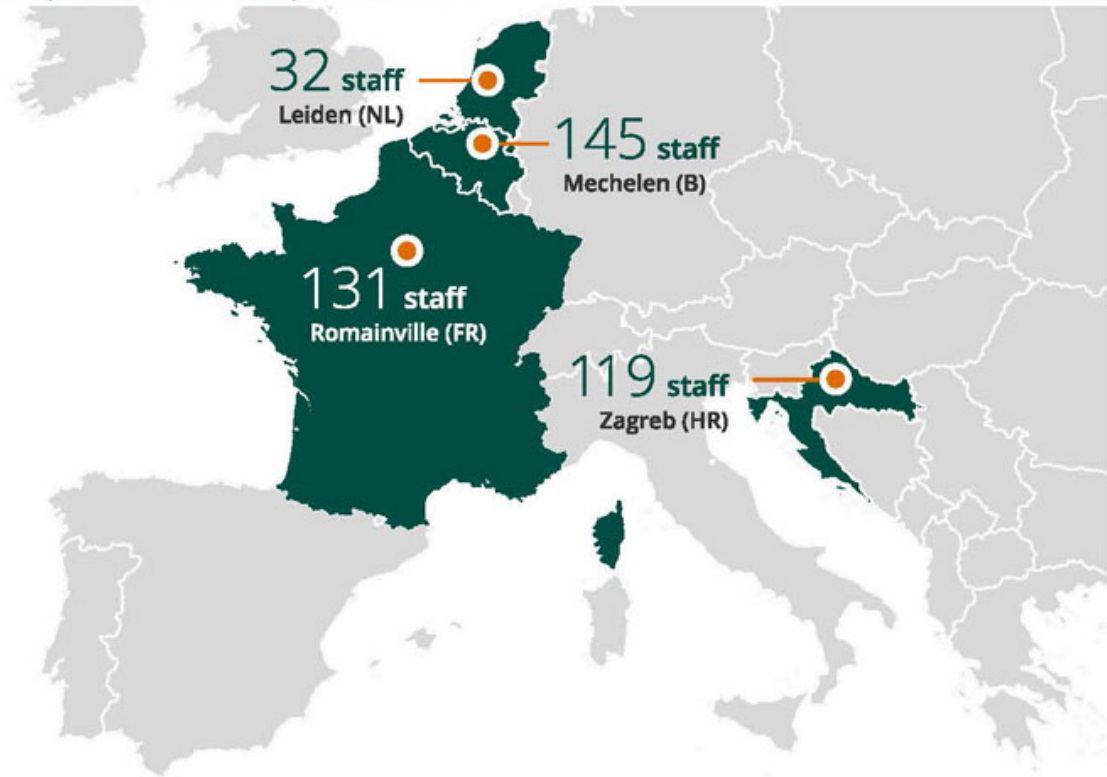 32 staff
Leiden (NL)
145 staff
Mechelen (B)
131 staff
Romainville (FR)
119 staff
Zagreb (HR)